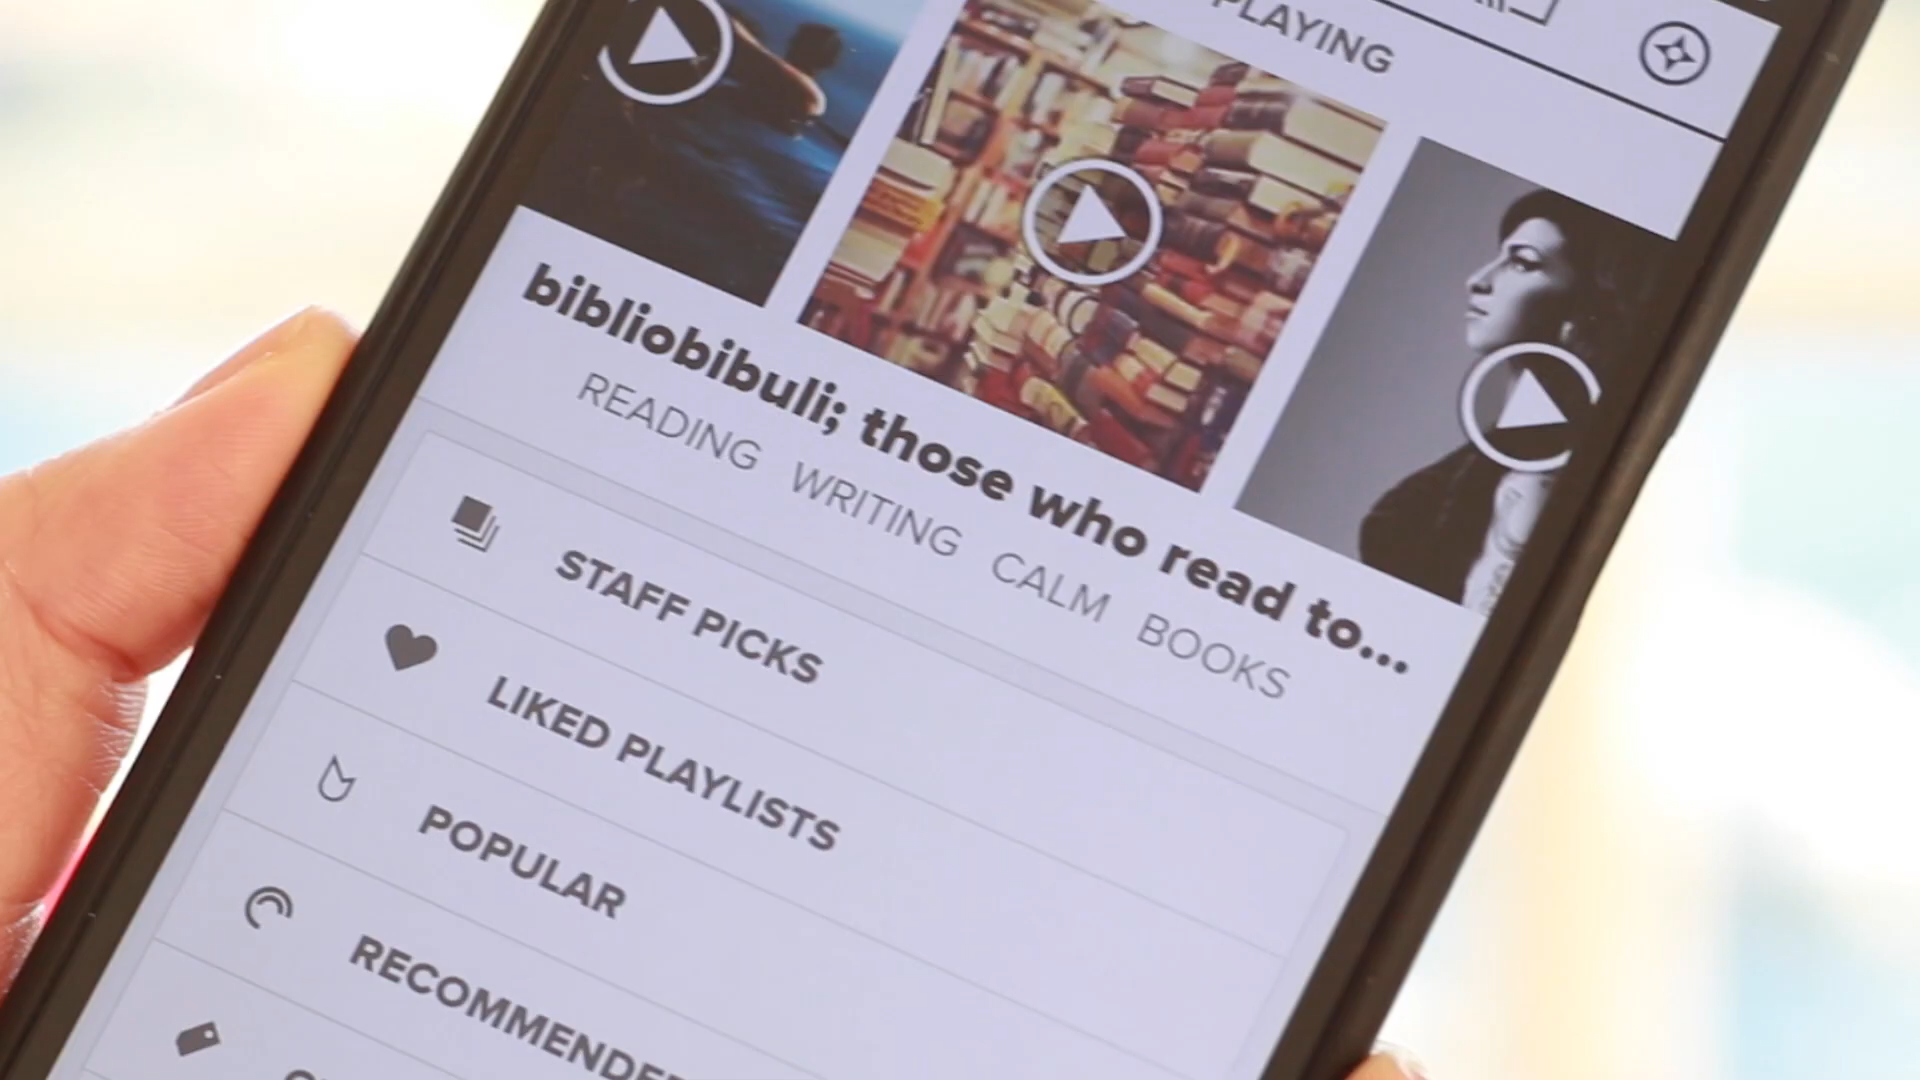 PLAYING
bibliobibuli; those who read to...
READING WRITING CALM BOOKS
STAFF PICKS
LIKED PLAYLISTS
POPULAR